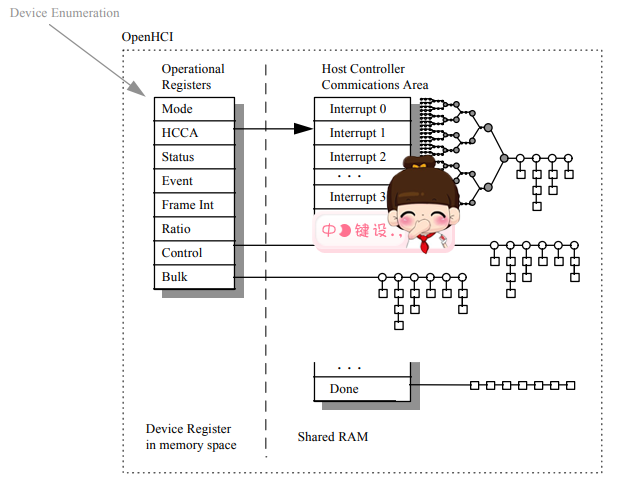 Device Enumeration
OpenHCI
Operational
Registers
Host Controller
Commications Area
Mode
HCCA
Status
Event
Frame Int
Ratio
Control
Bulk
Interrupt 0
Interrupt 1
Interrupt 2
. . .
Interrupt 3
中 键设..
. . .
Done
Device Register
in memory space
Shared RAM